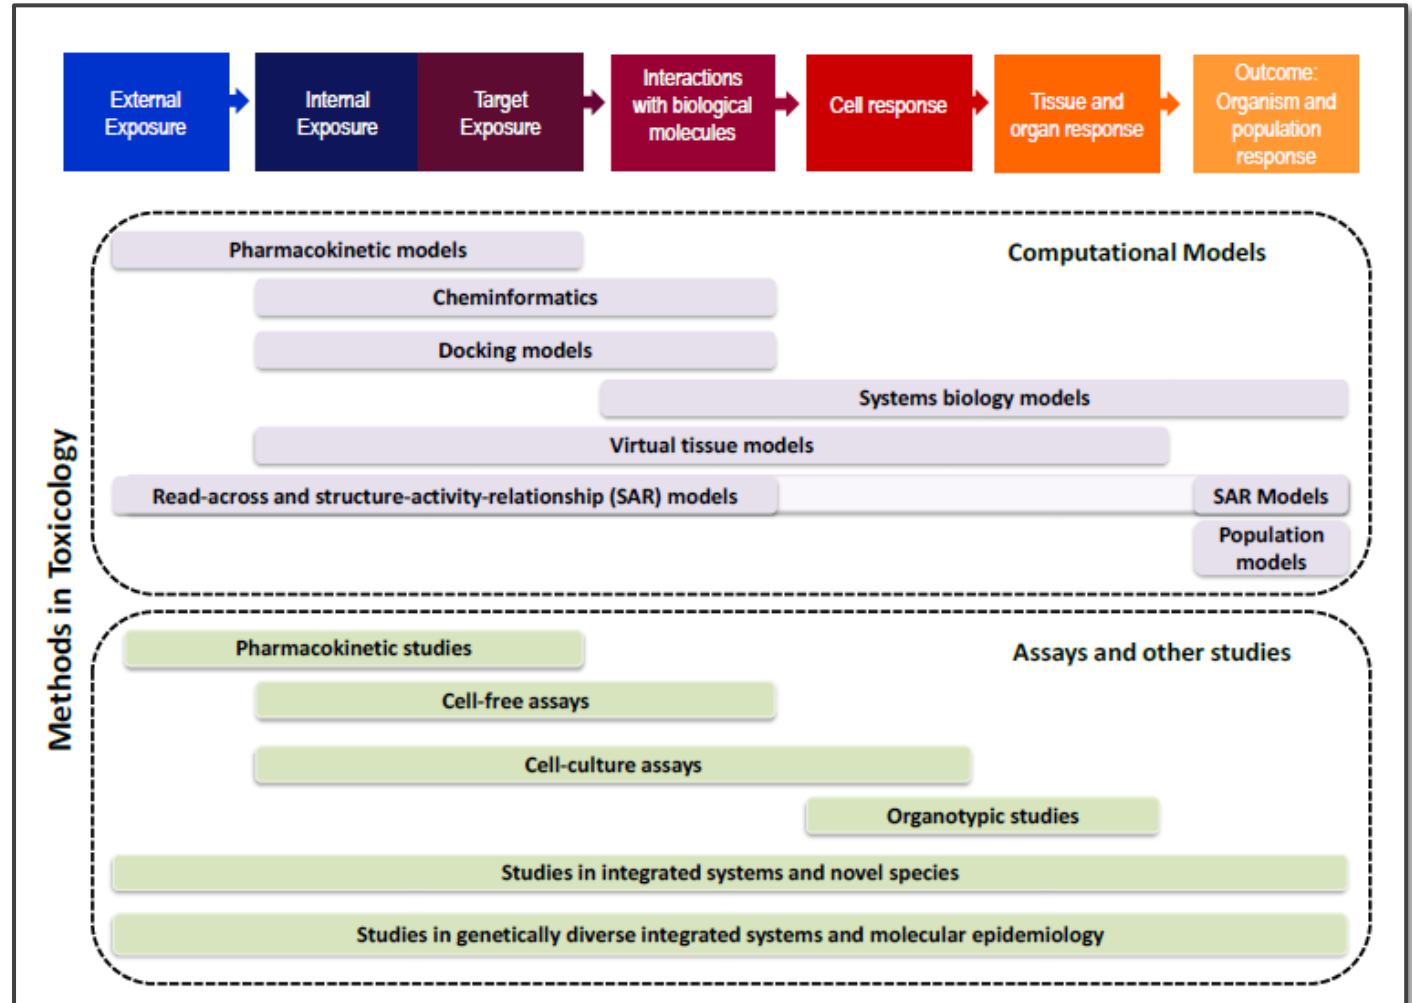 External
Exposure
Internal
Exposure
Target
Exposure
Interactions
with biological
molecules
Cell response
Tissue and
organ response
Outcome:
Organism and
population
response
Methods in Toxicology
Computational Models
Pharmacokinetic models
Cheminformatics
Docking models
Systems biology models
Virtual tissue models
Read-across and structure-activity-relationship (SAR) models
SAR Models
Population
models
Assays and other studies
Pharmacokinetic studies
Cell-free assays
Cell-culture assays
Organotypic studies
Studies in integrated systems and novel species
Studies in genetically diverse integrated systems and molecular epidemiology